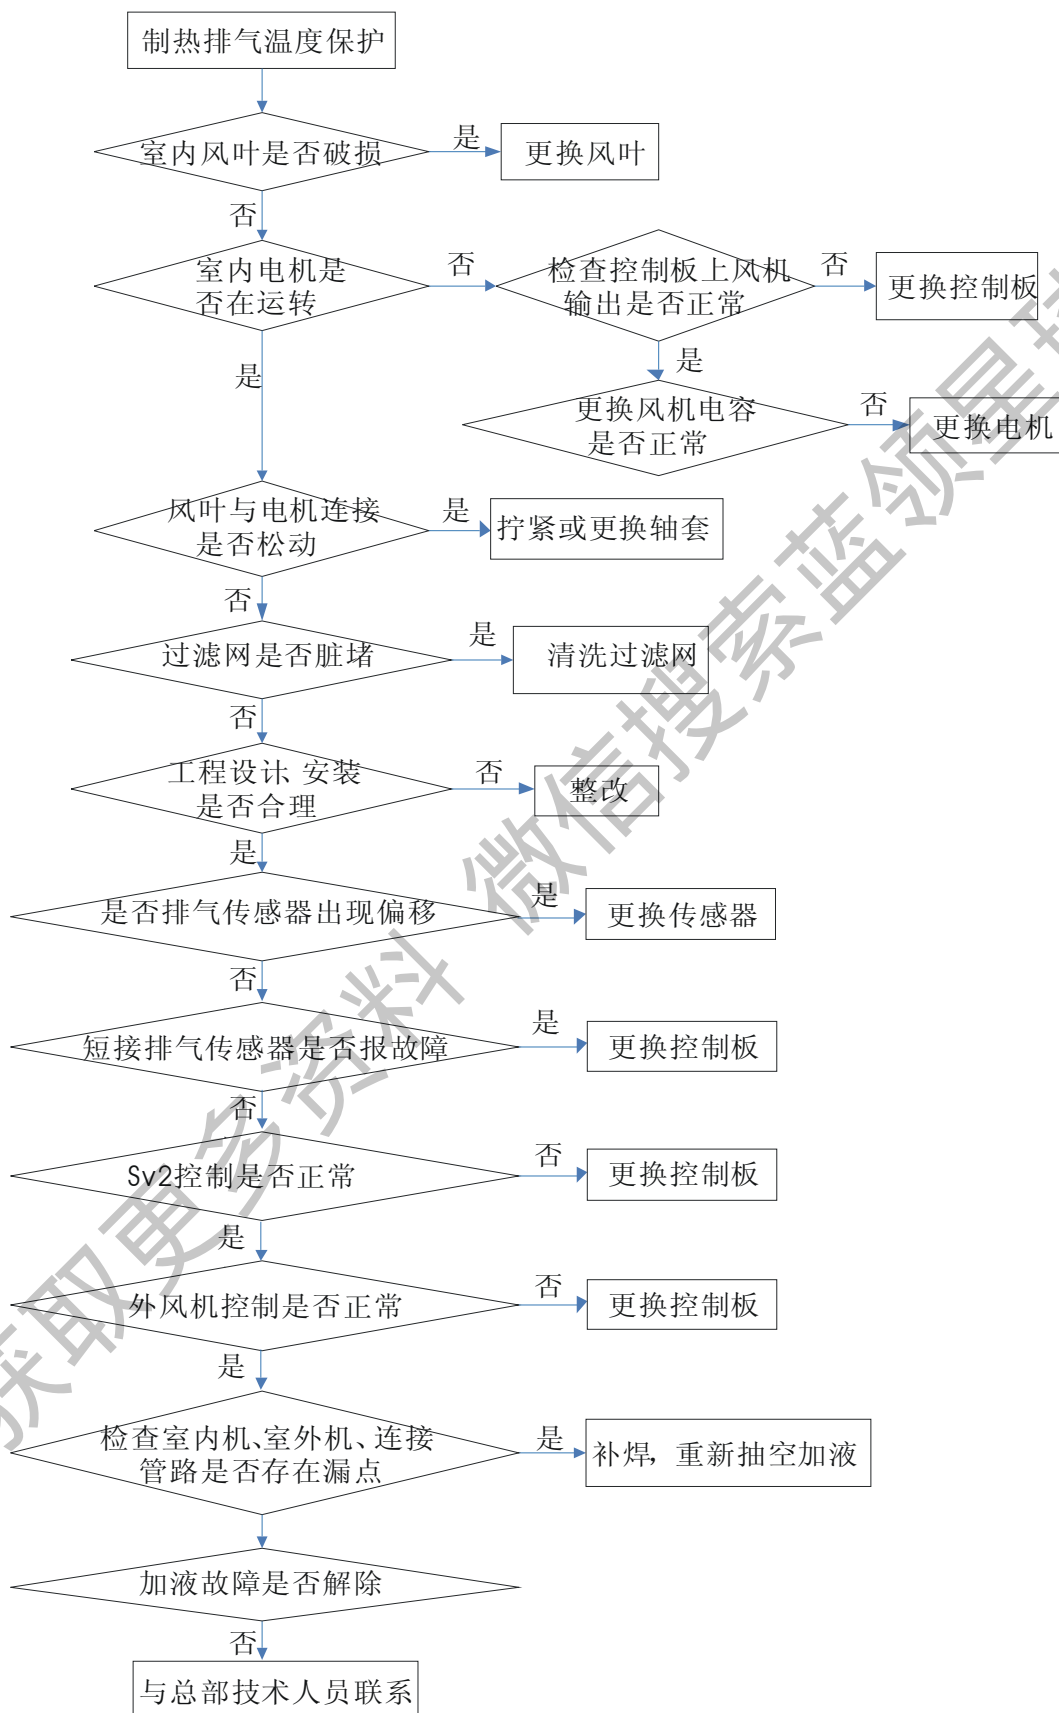 制热排气温度保护
室内风叶是否破损
是
更换风叶
否
室内电机是
否在运转
否
检查控制板上风机
输出是否正常
否
更换控制板
是
是
更换风机电容
是否正常
否
更换电机
风叶与电机连接
是否松动
是
拧紧或更换轴套
否
过滤网是否脏堵
是
清洗过滤网
否
工程设计、安装
是否合理
否
整改
是
是否排气传感器出现偏移
是
更换传感器
否
短接排气传感器是否报故障
是
更换控制板
否
Sv2控制是否正常
否
更换控制板
是
外风机控制是否正常
否
更换控制板
是
检查室内机、室外机、连接
管路是否存在漏点
是
补焊，重新抽空加液
加液故障是否解除
否
与总部技术人员联系
获取更多资料 微信搜索蓝领星球